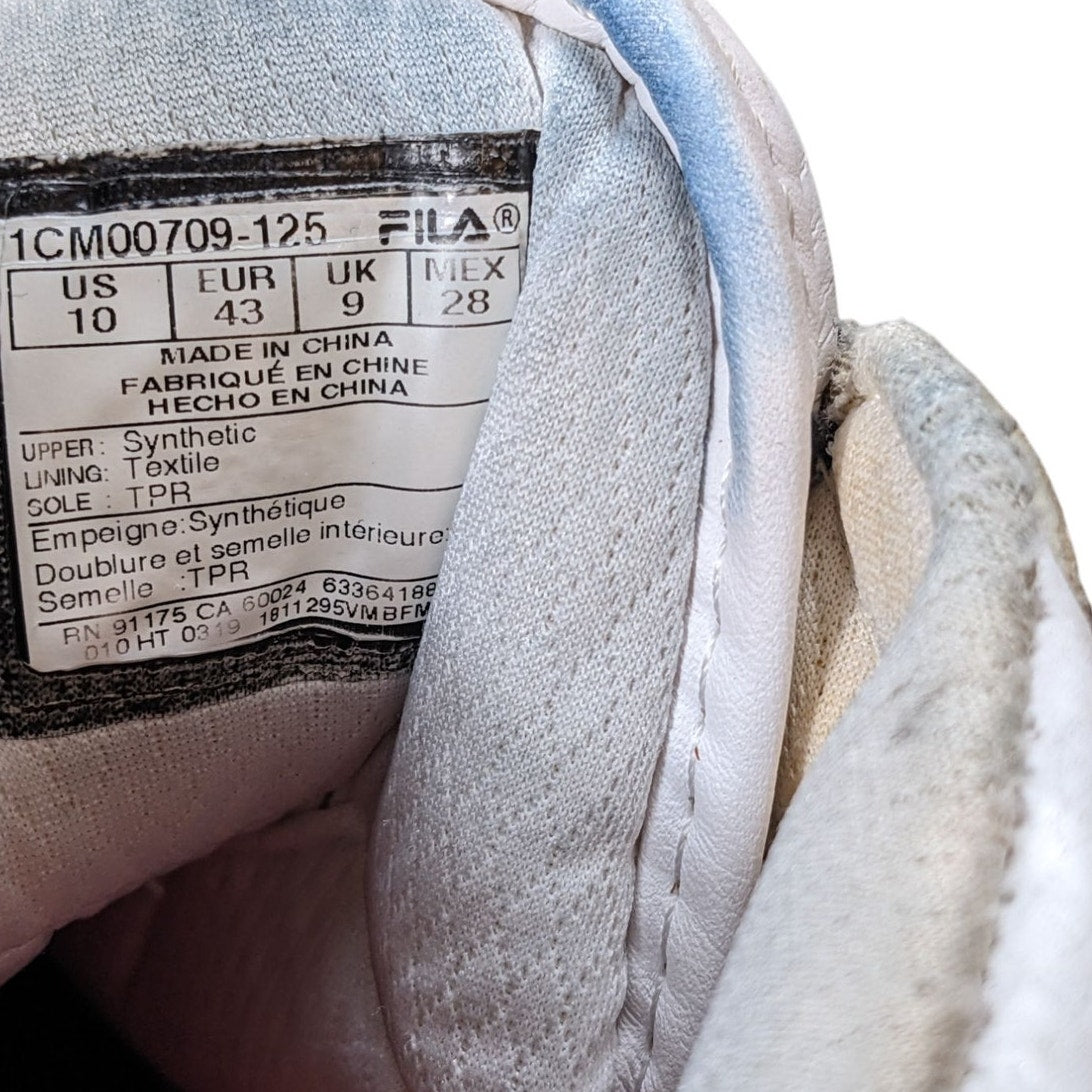 1CM00709-125 FILA®
US EUR UK MEX
10 43 9 28
MADE IN CHINA
FABRIQUÉ EN CHINE
HECHO EN CHINA
UPPER: Synthetic
LINING: Textile
SOLE : TPR
Empeigne:Synthétique
Doublure et semelle intérieure:
Semelle :TPR
RN 91175 CA 60024 63364188
010 HT 0319 1811295VMBFM